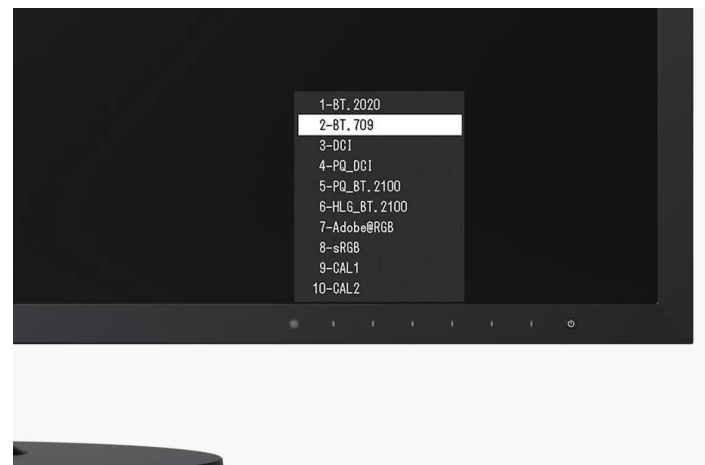 1-BT.2020
2-BT.709
3-DCI
4-PQ_DCI
5-PQ_BT.2100
6-HLG_BT.2100
7-Adobe®RGB
8-sRGB
9-CAL1
10-CAL2